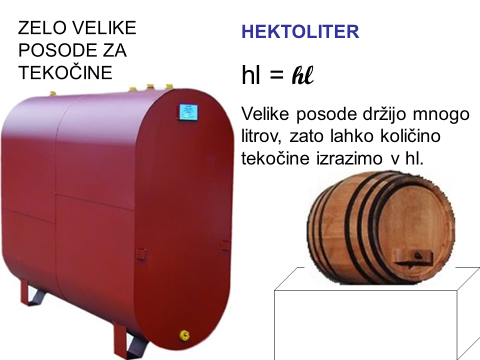 ZELO VELIKE
POSODE ZA
TEKOČINE
HEKTOLITER
hl = hl
Velike posode držijo mnogo
litrov, zato lahko količino
tekočine izrazimo v hl.